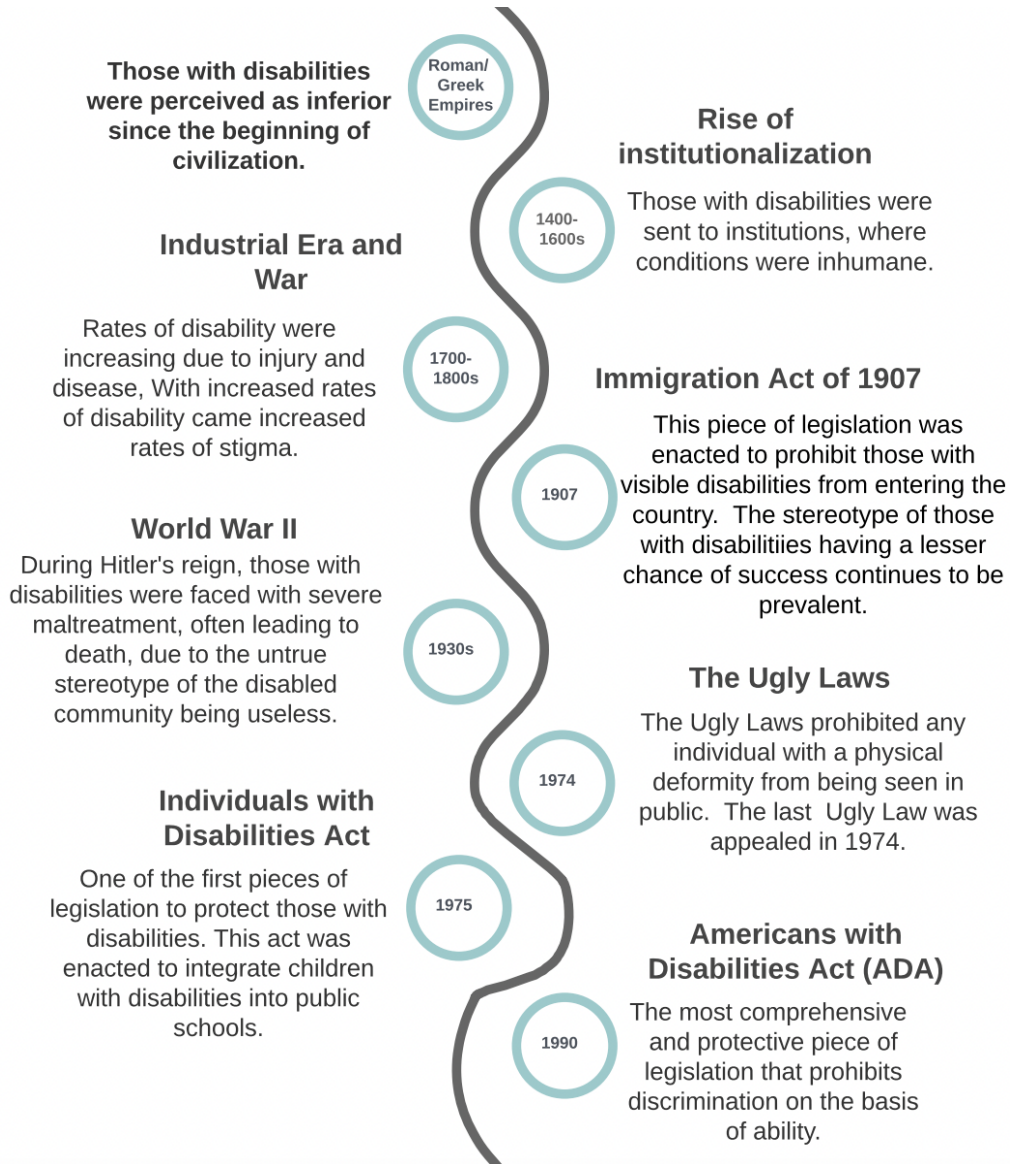 Those with disabilities
were perceived as inferior
since the beginning of
civilization.
Roman/
Greek
Empires
Rise of
institutionalization
1400-
1600s
Those with disabilities were
sent to institutions, where
conditions were inhumane.
Industrial Era and
War
Rates of disability were
increasing due to injury and
disease, With increased rates
of disability came increased
rates of stigma.
1700-
1800s
Immigration Act of 1907
1907
This piece of legislation was
enacted to prohibit those with
visible disabilities from entering the
country.  The stereotype of those
with disabilitiies having a lesser
chance of success continues to be
prevalent.
World War II
During Hitler's reign, those with
disabilities were faced with severe
maltreatment, often leading to
death, due to the untrue
stereotype of the disabled
community being useless.
1930s
The Ugly Laws
1974
The Ugly Laws prohibited any
individual with a physical
deformity from being seen in
public.  The last  Ugly Law was
appealed in 1974.
Individuals with
Disabilities Act
One of the first pieces of
legislation to protect those with
disabilities. This act was
enacted to integrate children
with disabilities into public
schools.
1975
Americans with
Disabilities Act (ADA)
1990
The most comprehensive
and protective piece of
legislation that prohibits
discrimination on the basis
of ability.